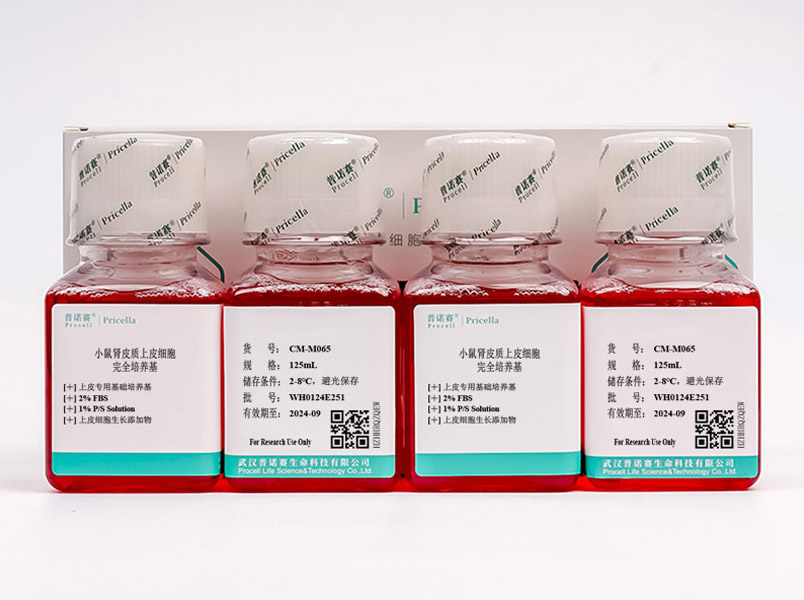 普诺赛® Procell
Pricella
普诺赛® Procell
Pricella
普诺赛® Procell
Pricella
普诺赛® Procell
Pricella
®
细胞
普诺赛® Procell | Pricella
小鼠肾皮质上皮细胞
完全培养基
[+] 上皮专用基础培养基
[+] 2% FBS
[+] 1% P/S Solution
[+] 上皮细胞生长添加物
货 号: CM-M065
规 格: 125mL
储存条件: 2-8°C, 避光保存
批 号: WH0124E251
有效期至: 2024-09
For Research Use Only
武汉普诺赛生命科技有限公司
Procell Life Science&Technology Co.,Ltd.
普诺赛® Procell | Pricella
小鼠肾皮质上皮细胞
完全培养基
[+] 上皮专用基础培养基
[+] 2% FBS
[+] 1% P/S Solution
[+] 上皮细胞生长添加物
货 号: CM-M065
规 格: 125mL
储存条件: 2-8°C, 避光保存
批 号: WH0124E251
有效期至: 2024-09
For Research Use Only
武汉普诺赛生命科技有限公司
Procell Life Science&Technology Co.,Ltd.